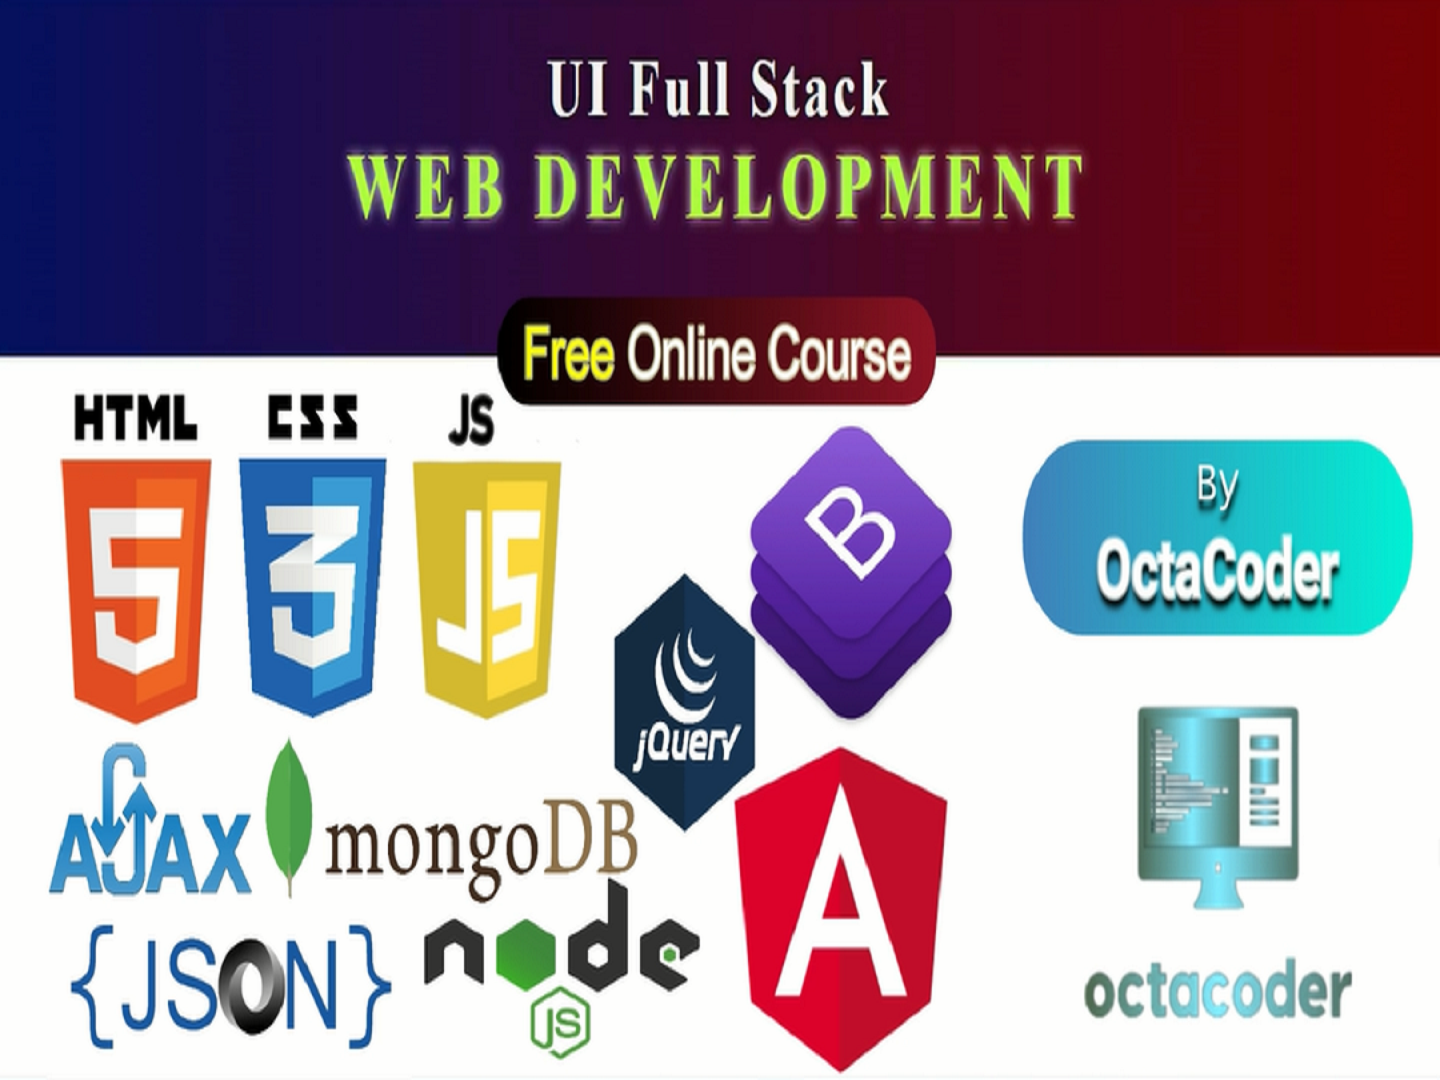 UI Full Stack
WEB DEVELOPMENT
Free Online Course
HTML
CSS
JS
5
3
JS
B
jQuery
By
OctaCoder
AJAX
mongoDB
{JSON}
node
JS
A
octacoder